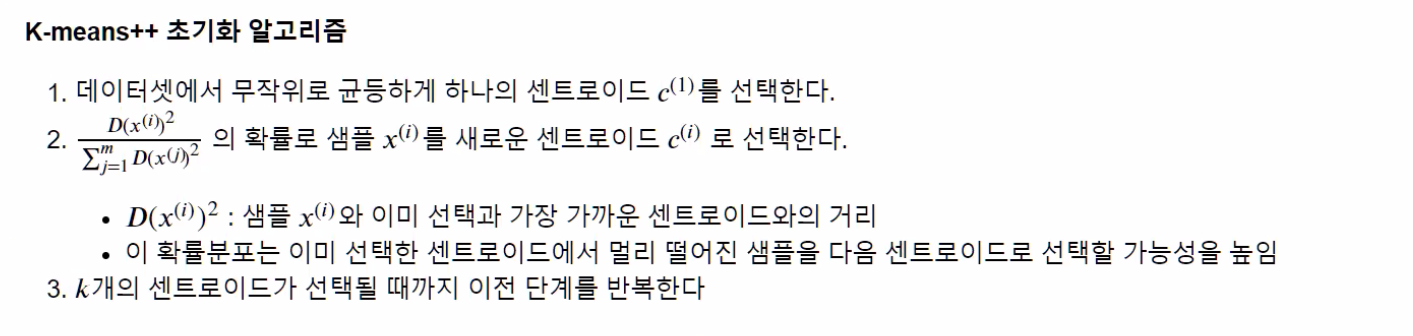 K-means++ 초기화 알고리즘
1. 데이터셋에서 무작위로 균등하게 하나의 센트로이드 c^(1)를 선택한다.
2. \frac{D(x^{(i)})^2}{\sum_{j=1}^{m} D(x^{(j)})^2} 의 확률로 샘플 x^(i)를 새로운 센트로이드 c^(i) 로 선택한다.
• D(x^(i))^2 : 샘플 x^(i)와 이미 선택과 가장 가까운 센트로이드와의 거리
• 이 확률분포는 이미 선택한 센트로이드에서 멀리 떨어진 샘플을 다음 센트로이드로 선택할 가능성을 높임
3. k개의 센트로이드가 선택될 때까지 이전 단계를 반복한다